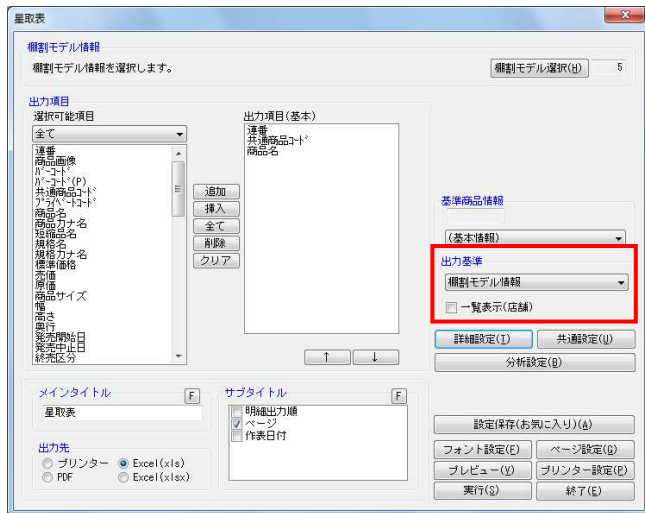 星取表
棚割モデル情報
棚割モデル情報を選択します。
棚割モデル選択(H)
5
出力項目
選択可能項目
全て
連番
商品画像
バーコード
バーコード(P)
共通商品コード
プライベートコード
商品名
商品カナ名
短縮品名
規格名
規格カナ名
標準価格
売価
原価
商品サイズ
幅
高さ
奥行
発売開始日
発売中止日
終売区分
追加
挿入
全て
削除
クリア
出力項目(基本)
連番
共通商品コード
商品名
↑
↓
基準商品情報
(基本情報)
出力基準
棚割モデル情報
一覧表示(店舗)
詳細設定(I)
共通設定(U)
分析設定(B)
メインタイトル
F
星取表
サブタイトル
F
明細出力順
ページ
作表日付
出力先
プリンター
Excel(xls)
PDF
Excel(xlsx)
設定保存(お気に入り)(A)
フォント設定(F)
ページ設定(G)
プレビュー(V)
プリンター設定(P)
実行(S)
終了(E)